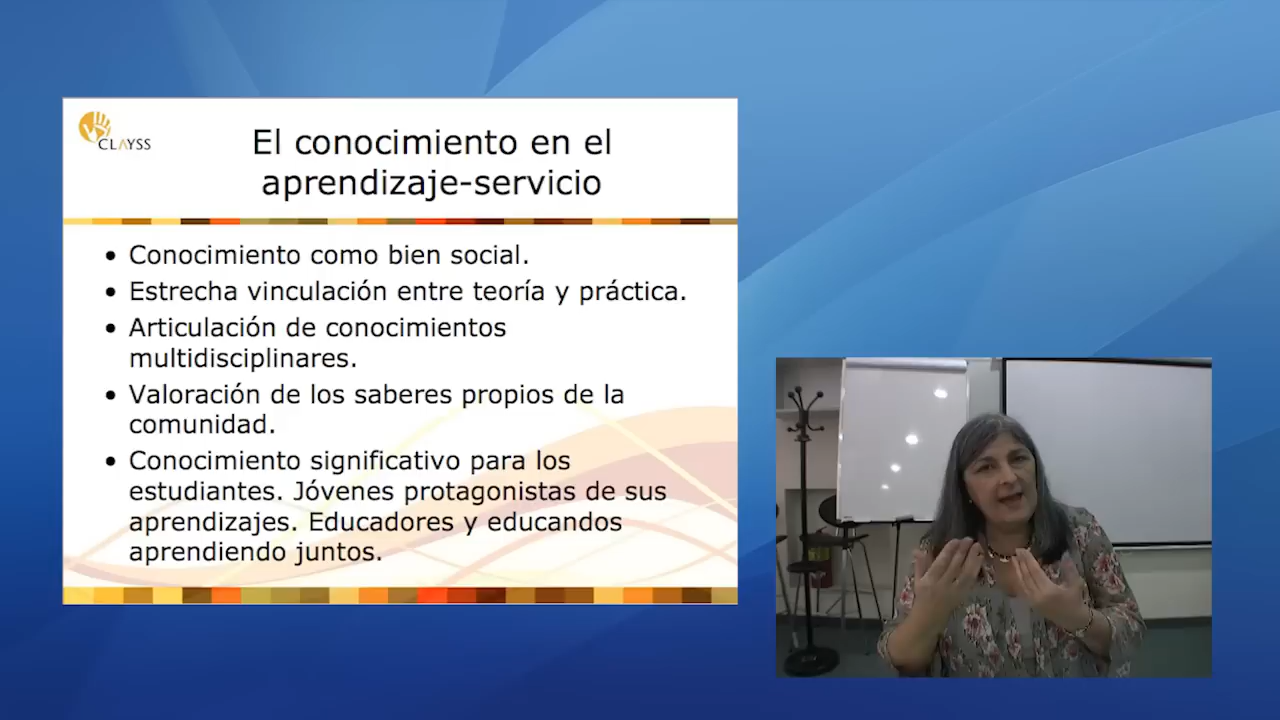 CLAYSS
El conocimiento en el
aprendizaje-servicio
• Conocimiento como bien social.
• Estrecha vinculación entre teoría y práctica.
• Articulación de conocimientos
multidisciplinares.
• Valoración de los saberes propios de la
comunidad.
• Conocimiento significativo para los
estudiantes. Jóvenes protagonistas de sus
aprendizajes. Educadores y educandos
aprendiendo juntos.